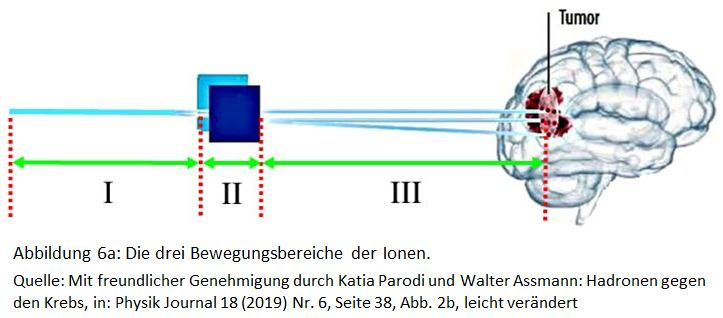 Tumor
I II III
Abbildung 6a: Die drei Bewegungsbereiche der Ionen.
Quelle: Mit freundlicher Genehmigung durch Katia Parodi und Walter Assmann: Hadronen gegen
den Krebs, in: Physik Journal 18 (2019) Nr. 6, Seite 38, Abb. 2b, leicht verändert